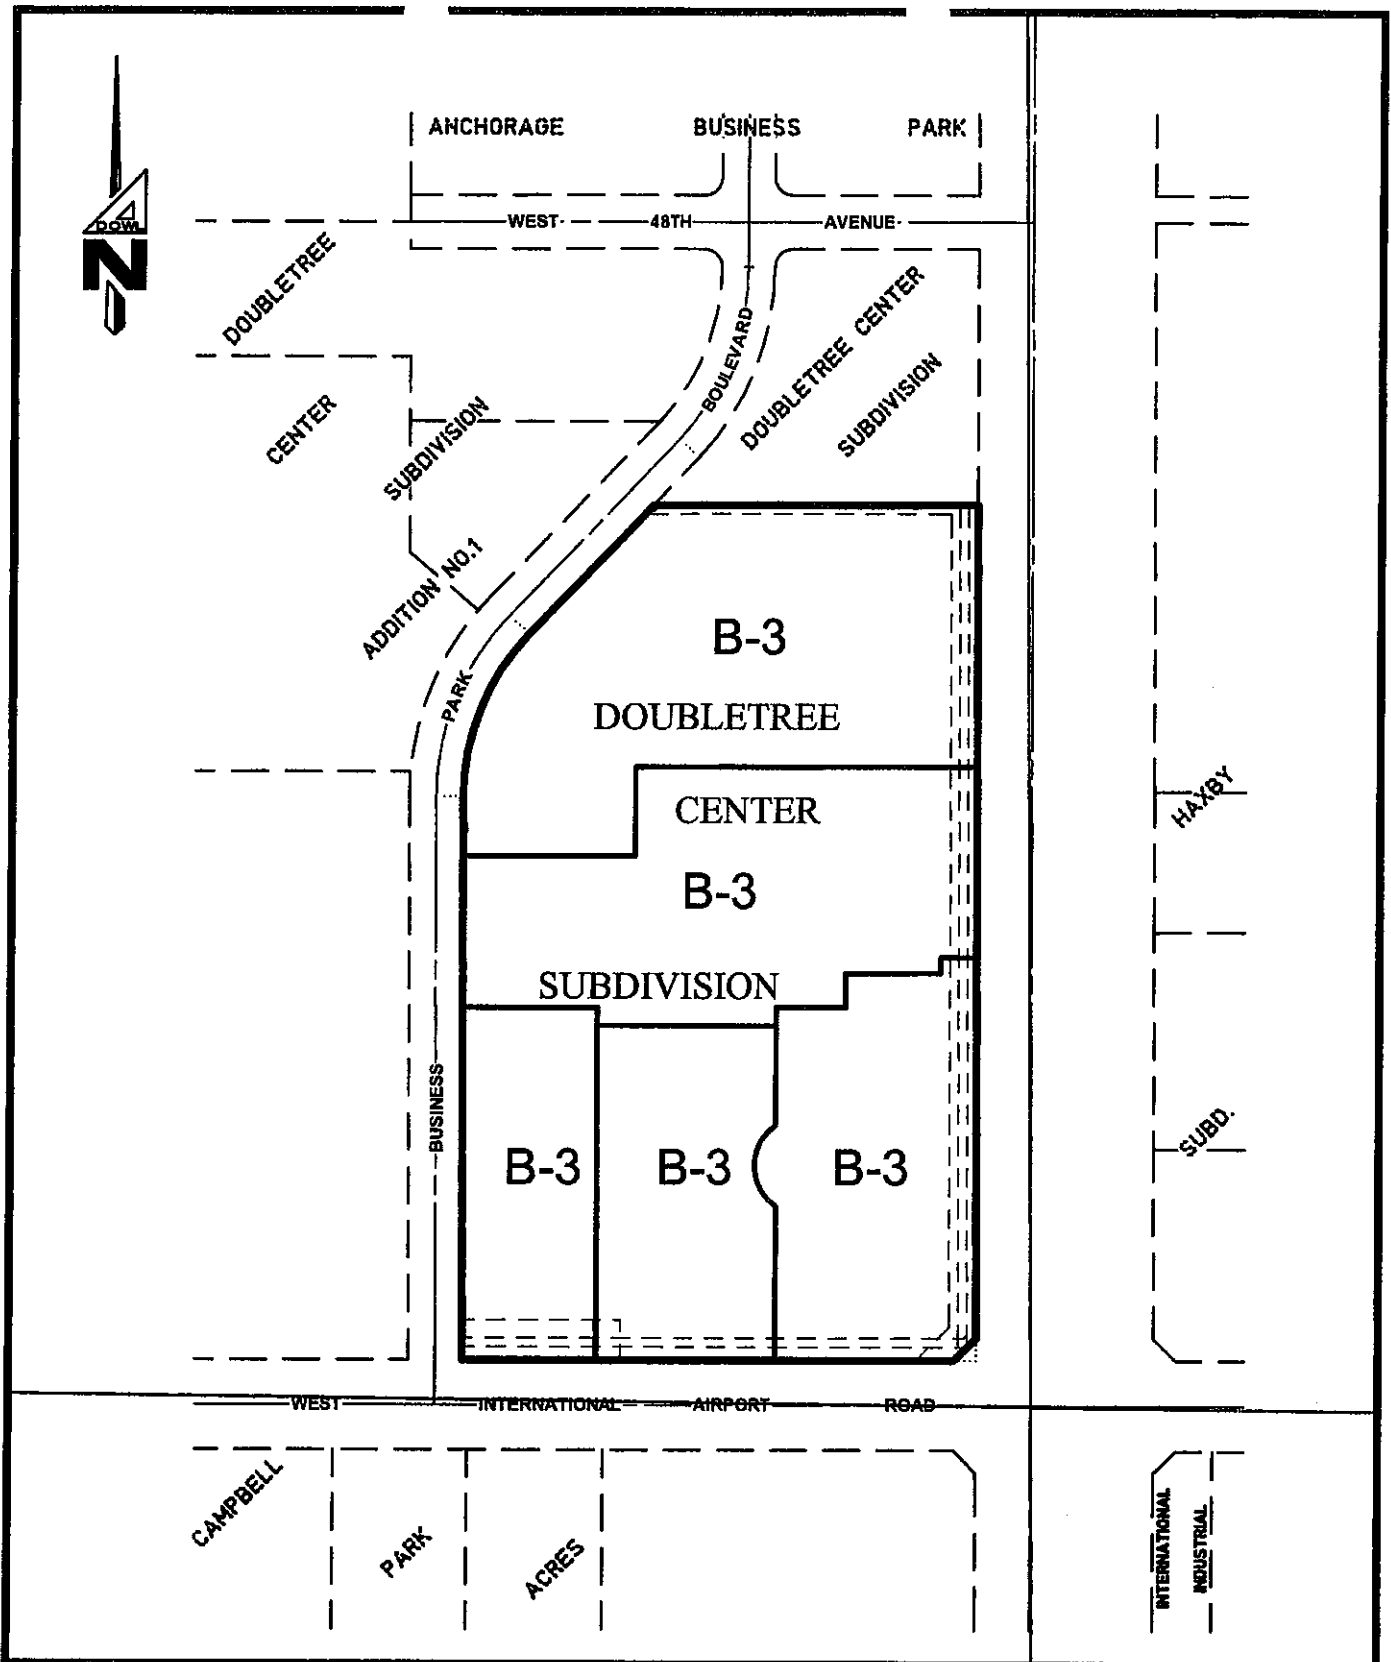 ANCHORAGE BUSINESS PARK
WEST 48TH AVENUE
DOWL
N
DOUBLETREE
CENTER
SUBDIVISION
ADDITION NO.1
DOUBLETREE CENTER
SUBDIVISION
BUSINESS PARK BOULEVARD
B-3
DOUBLETREE
CENTER
B-3
SUBDIVISION
B-3 B-3 B-3
HAXBY
SUBD.
WEST INTERNATIONAL AIRPORT ROAD
CAMPBELL
PARK
ACRES
INTERNATIONAL
INDUSTRIAL